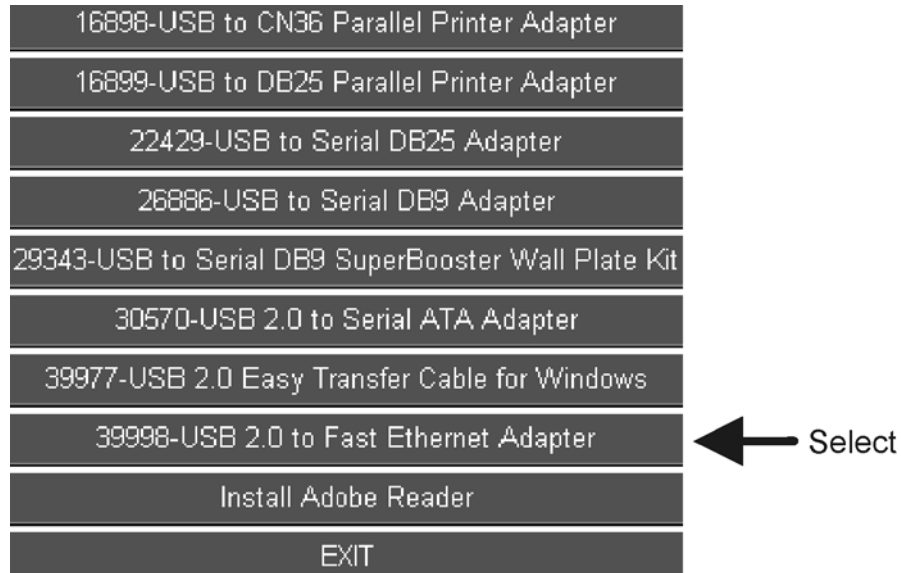 16898-USB to CN36 Parallel Printer Adapter
16899-USB to DB25 Parallel Printer Adapter
22429-USB to Serial DB25 Adapter
26886-USB to Serial DB9 Adapter
29343-USB to Serial DB9 SuperBooster Wall Plate Kit
30570-USB 2.0 to Serial ATA Adapter
39977-USB 2.0 Easy Transfer Cable for Windows
39998-USB 2.0 to Fast Ethernet Adapter
Select
Install Adobe Reader
EXIT